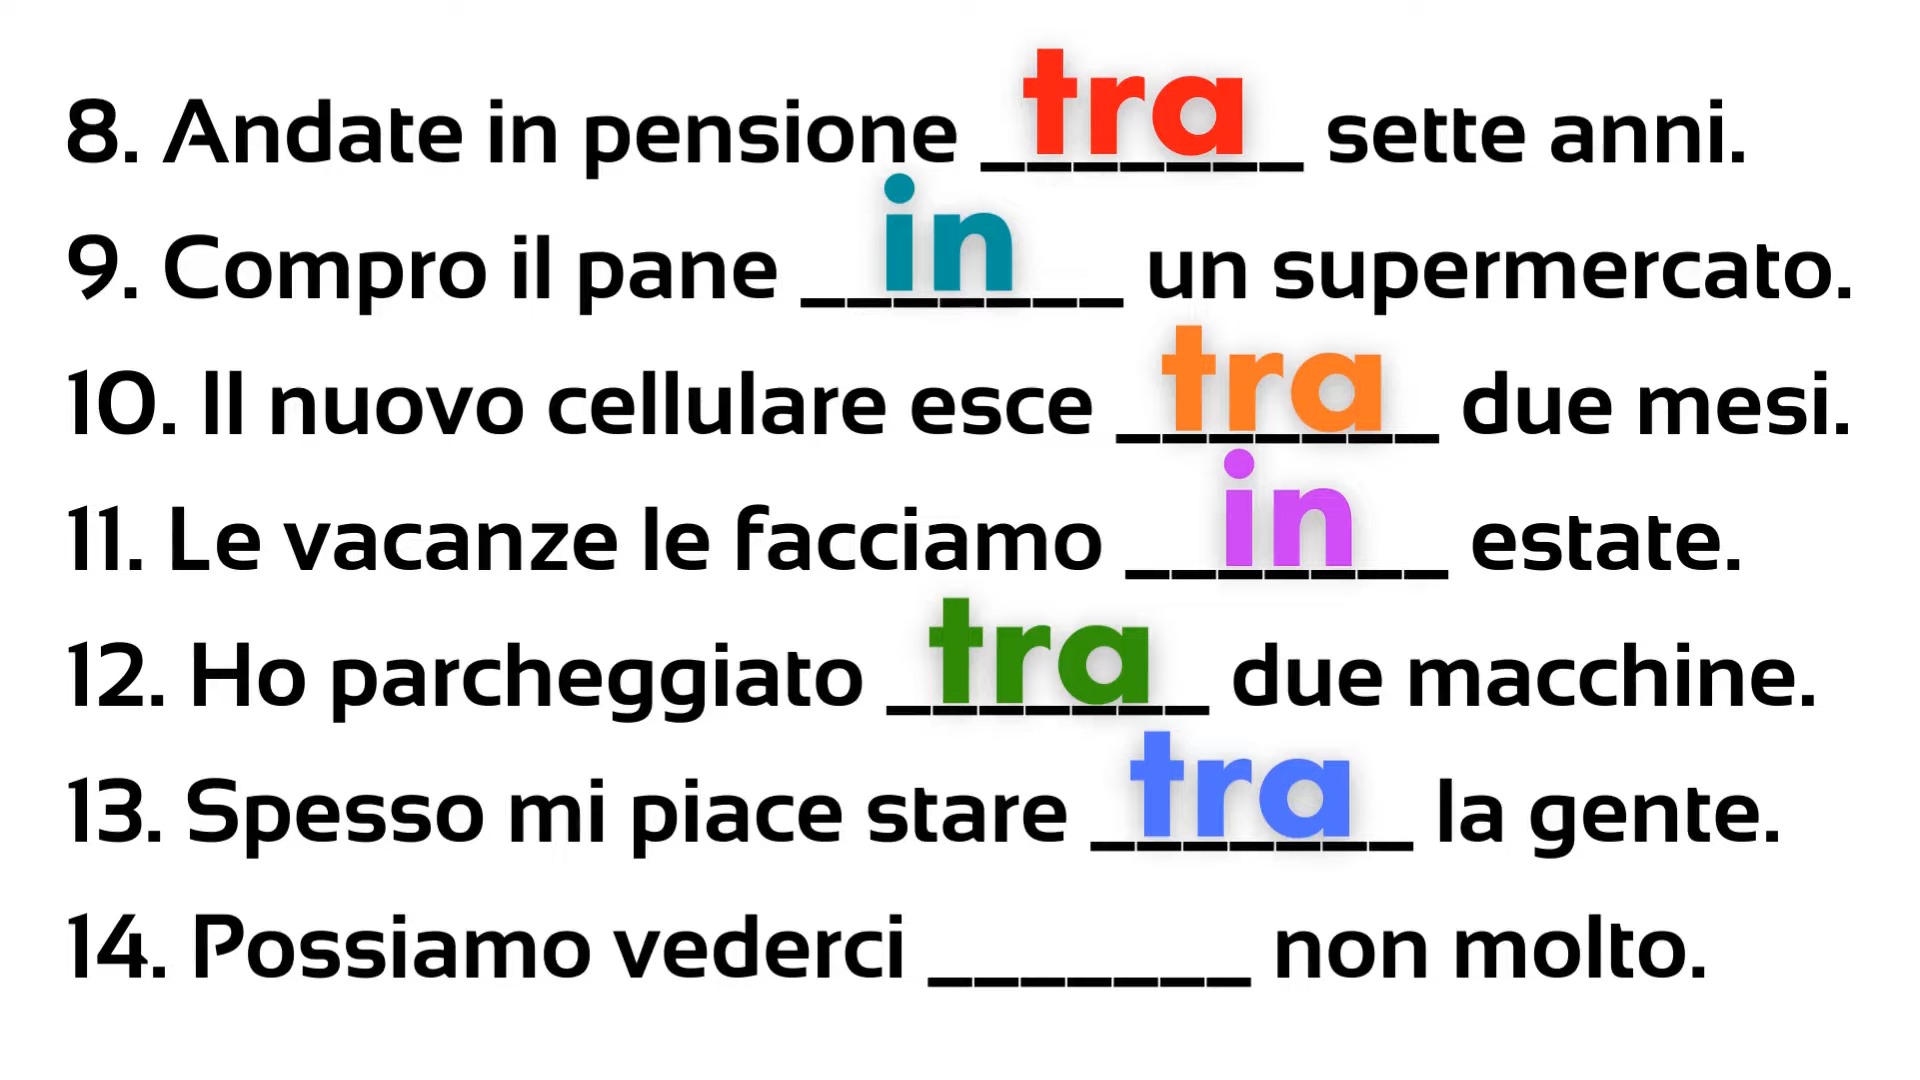 8. Andate in pensione tra sette anni.
9. Compro il pane in un supermercato.
10. Il nuovo cellulare esce tra due mesi.
11. Le vacanze le facciamo in estate.
12. Ho parcheggiato tra due macchine.
13. Spesso mi piace stare tra la gente.
14. Possiamo vederci _______ non molto.